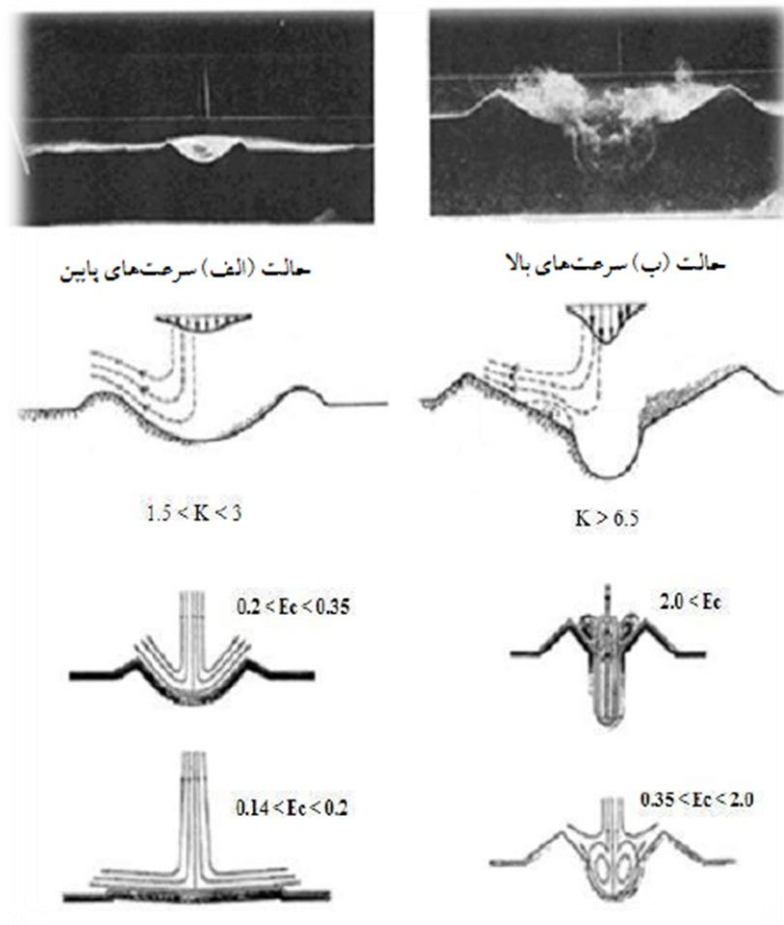 حالت (الف) سرعت‌های پایین
حالت (ب) سرعت‌های بالا
1.5 < K < 3
K > 6.5
0.2 < Ec < 0.35
2.0 < Ec
0.14 < Ec < 0.2
0.35 < Ec < 2.0